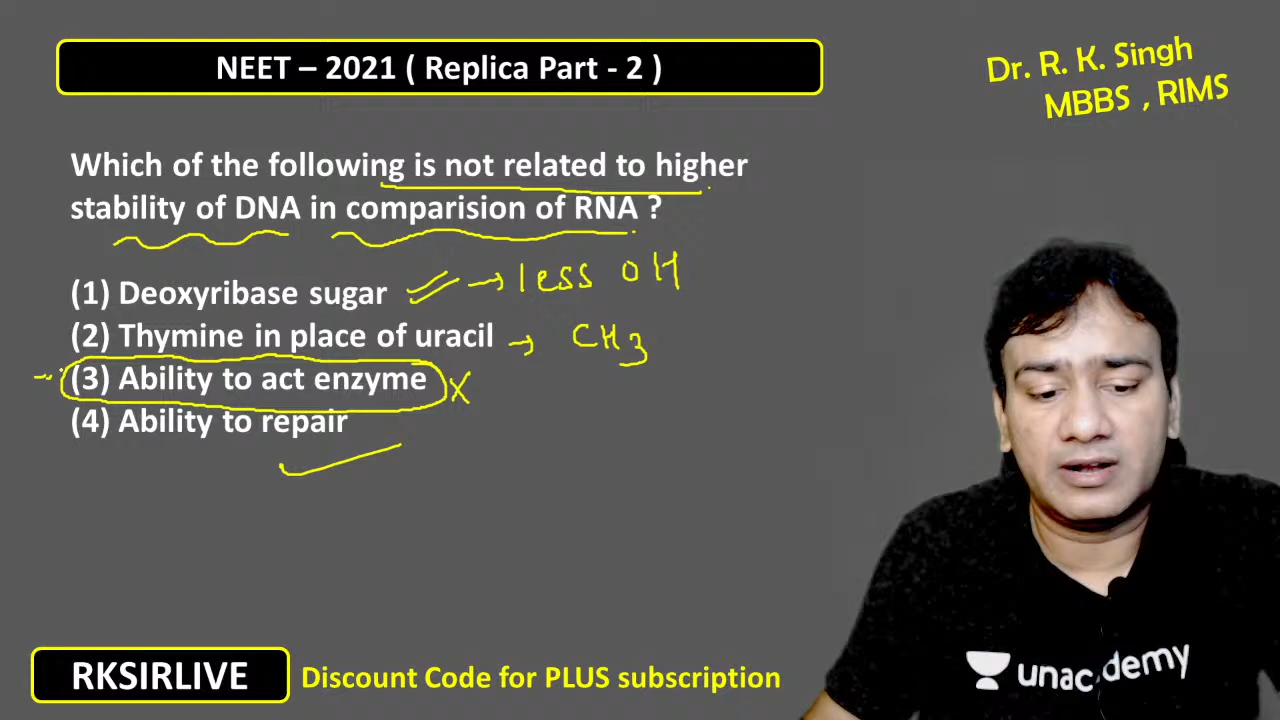 NEET – 2021 ( Replica Part - 2 )
Dr. R. K. Singh
MBBS , RIMS
Which of the following is not related to higher
stability of DNA in comparision of RNA ?
(1) Deoxyribase sugar → less OH
(2) Thymine in place of uracil → CH3
(3) Ability to act enzyme X
(4) Ability to repair
unacademy
RKSIRLIVE Discount Code for PLUS subscription